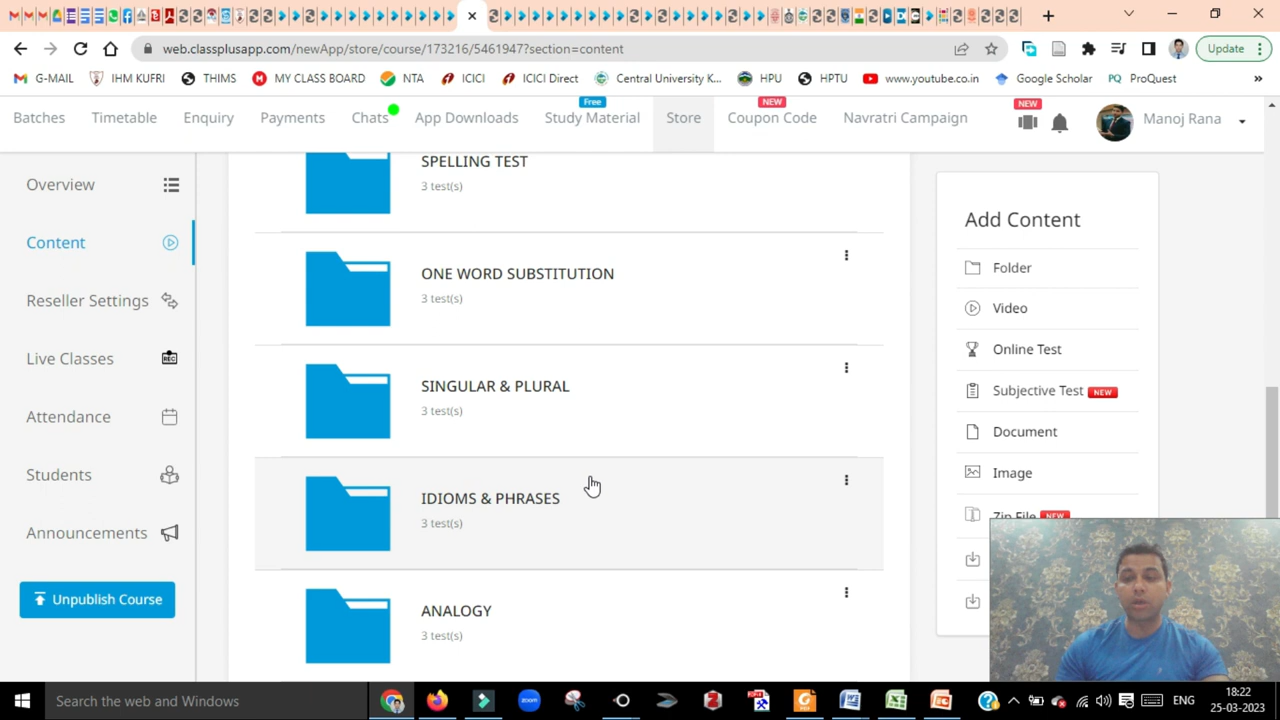 web.classplusapp.com/newApp/store/course/173216/5461947?section=content
Update
G-MAIL
IHM KUFRI
THIMS
MY CLASS BOARD
NTA
ICICI
ICICI Direct
Central University K...
HPU
HPTU
www.youtube.co.in
Google Scholar
PQ ProQuest
»
Batches
Timetable
Enquiry
Payments
Chats
App Downloads
Free
Study Material
Store
NEW
Coupon Code
Navratri Campaign
NEW
Manoj Rana
Overview
Content
Reseller Settings
Live Classes
REC
Attendance
Students
Announcements
Unpublish Course
SPELLING TEST
3 test(s)
ONE WORD SUBSTITUTION
3 test(s)
SINGULAR & PLURAL
3 test(s)
IDIOMS & PHRASES
3 test(s)
ANALOGY
3 test(s)
Add Content
Folder
Video
Online Test
Subjective Test NEW
Document
Image
Zip File NEW
Search the web and Windows
ENG
18:22
25-03-2023